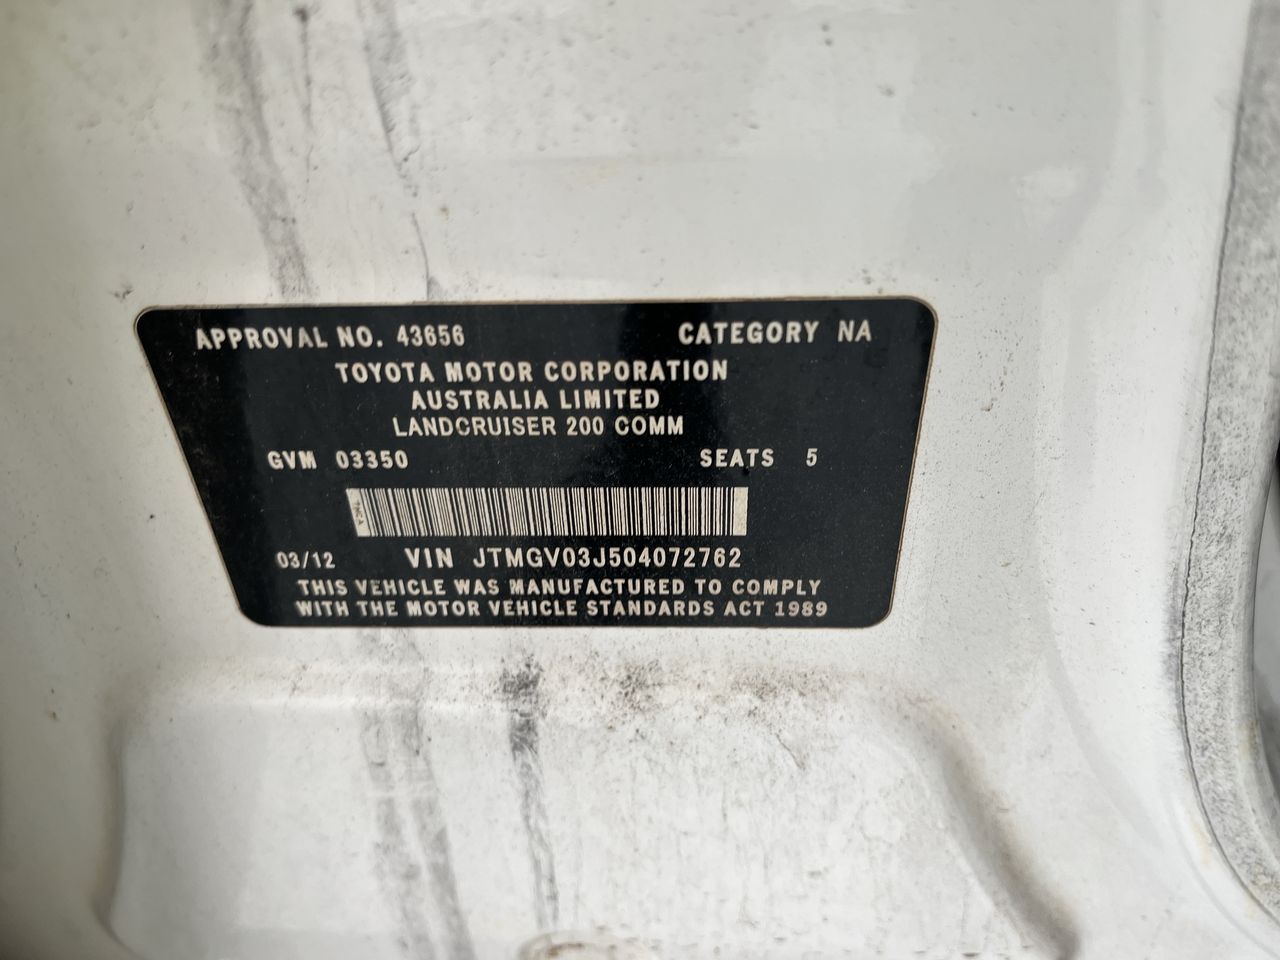 APPROVAL NO. 43656 CATEGORY NA
TOYOTA MOTOR CORPORATION
AUSTRALIA LIMITED
LANDCRUISER 200 COMM
GVM 03350 SEATS 5
03/12 VIN JTMGV03J504072762
THIS VEHICLE WAS MANUFACTURED TO COMPLY
WITH THE MOTOR VEHICLE STANDARDS ACT 1989